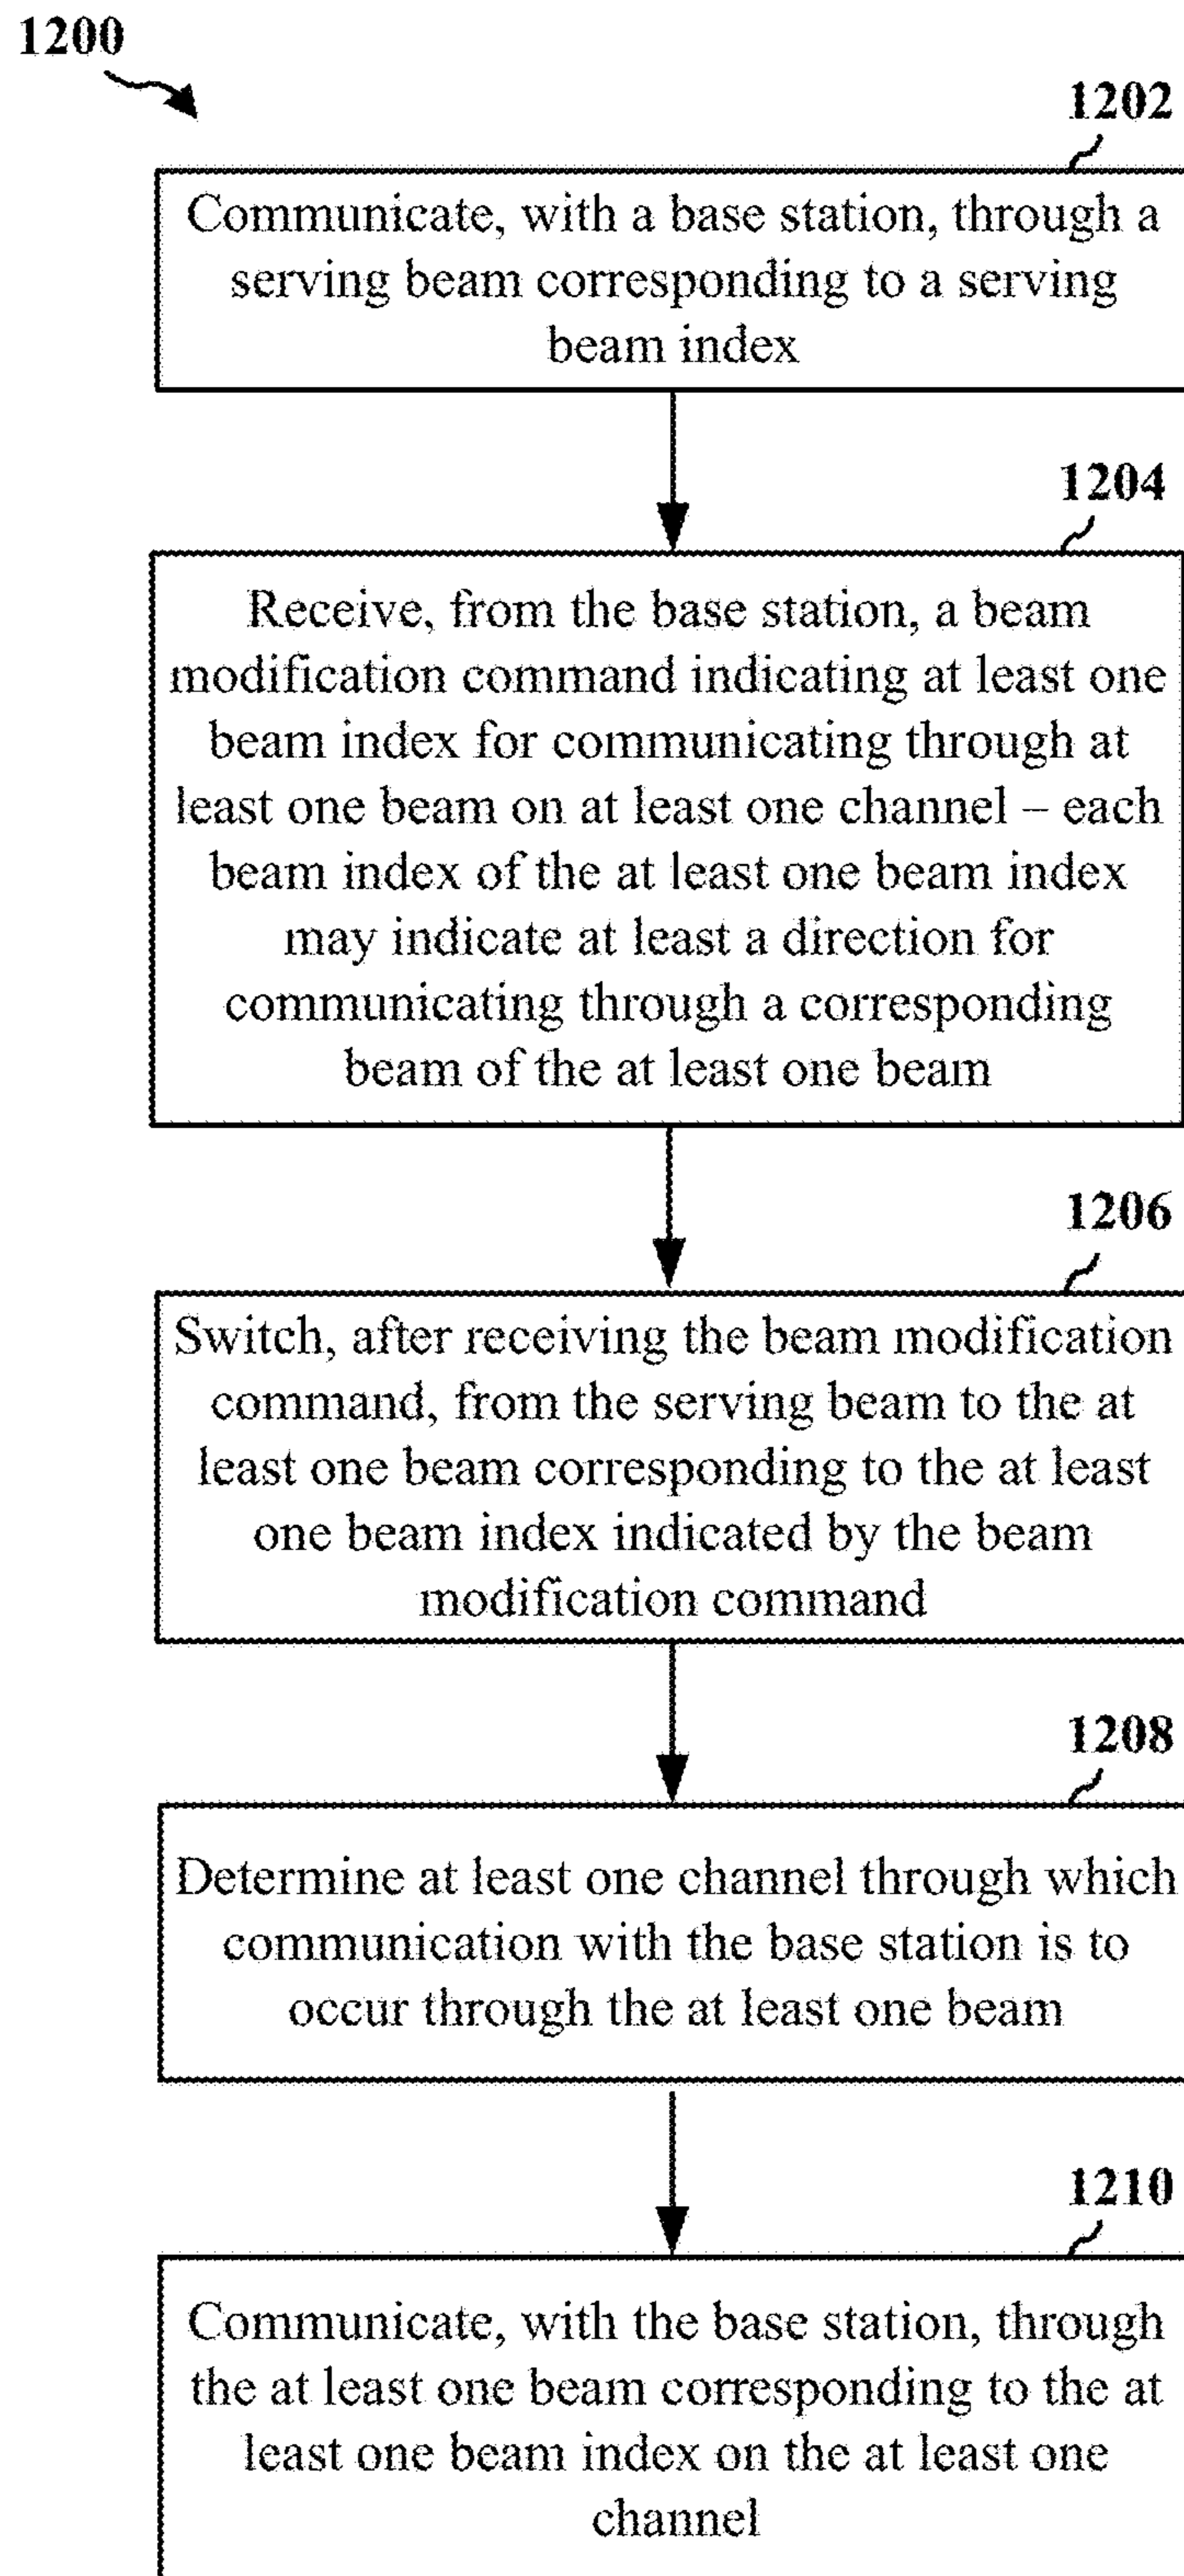 1200
1202
Communicate, with a base station, through a
serving beam corresponding to a serving
beam index
1204
Receive, from the base station, a beam
modification command indicating at least one
beam index for communicating through at
least one beam on at least one channel – each
beam index of the at least one beam index
may indicate at least a direction for
communicating through a corresponding
beam of the at least one beam
1206
Switch, after receiving the beam modification
command, from the serving beam to the at
least one beam corresponding to the at least
one beam index indicated by the beam
modification command
1208
Determine at least one channel through which
communication with the base station is to
occur through the at least one beam
1210
Communicate, with the base station, through
the at least one beam corresponding to the at
least one beam index on the at least one
channel